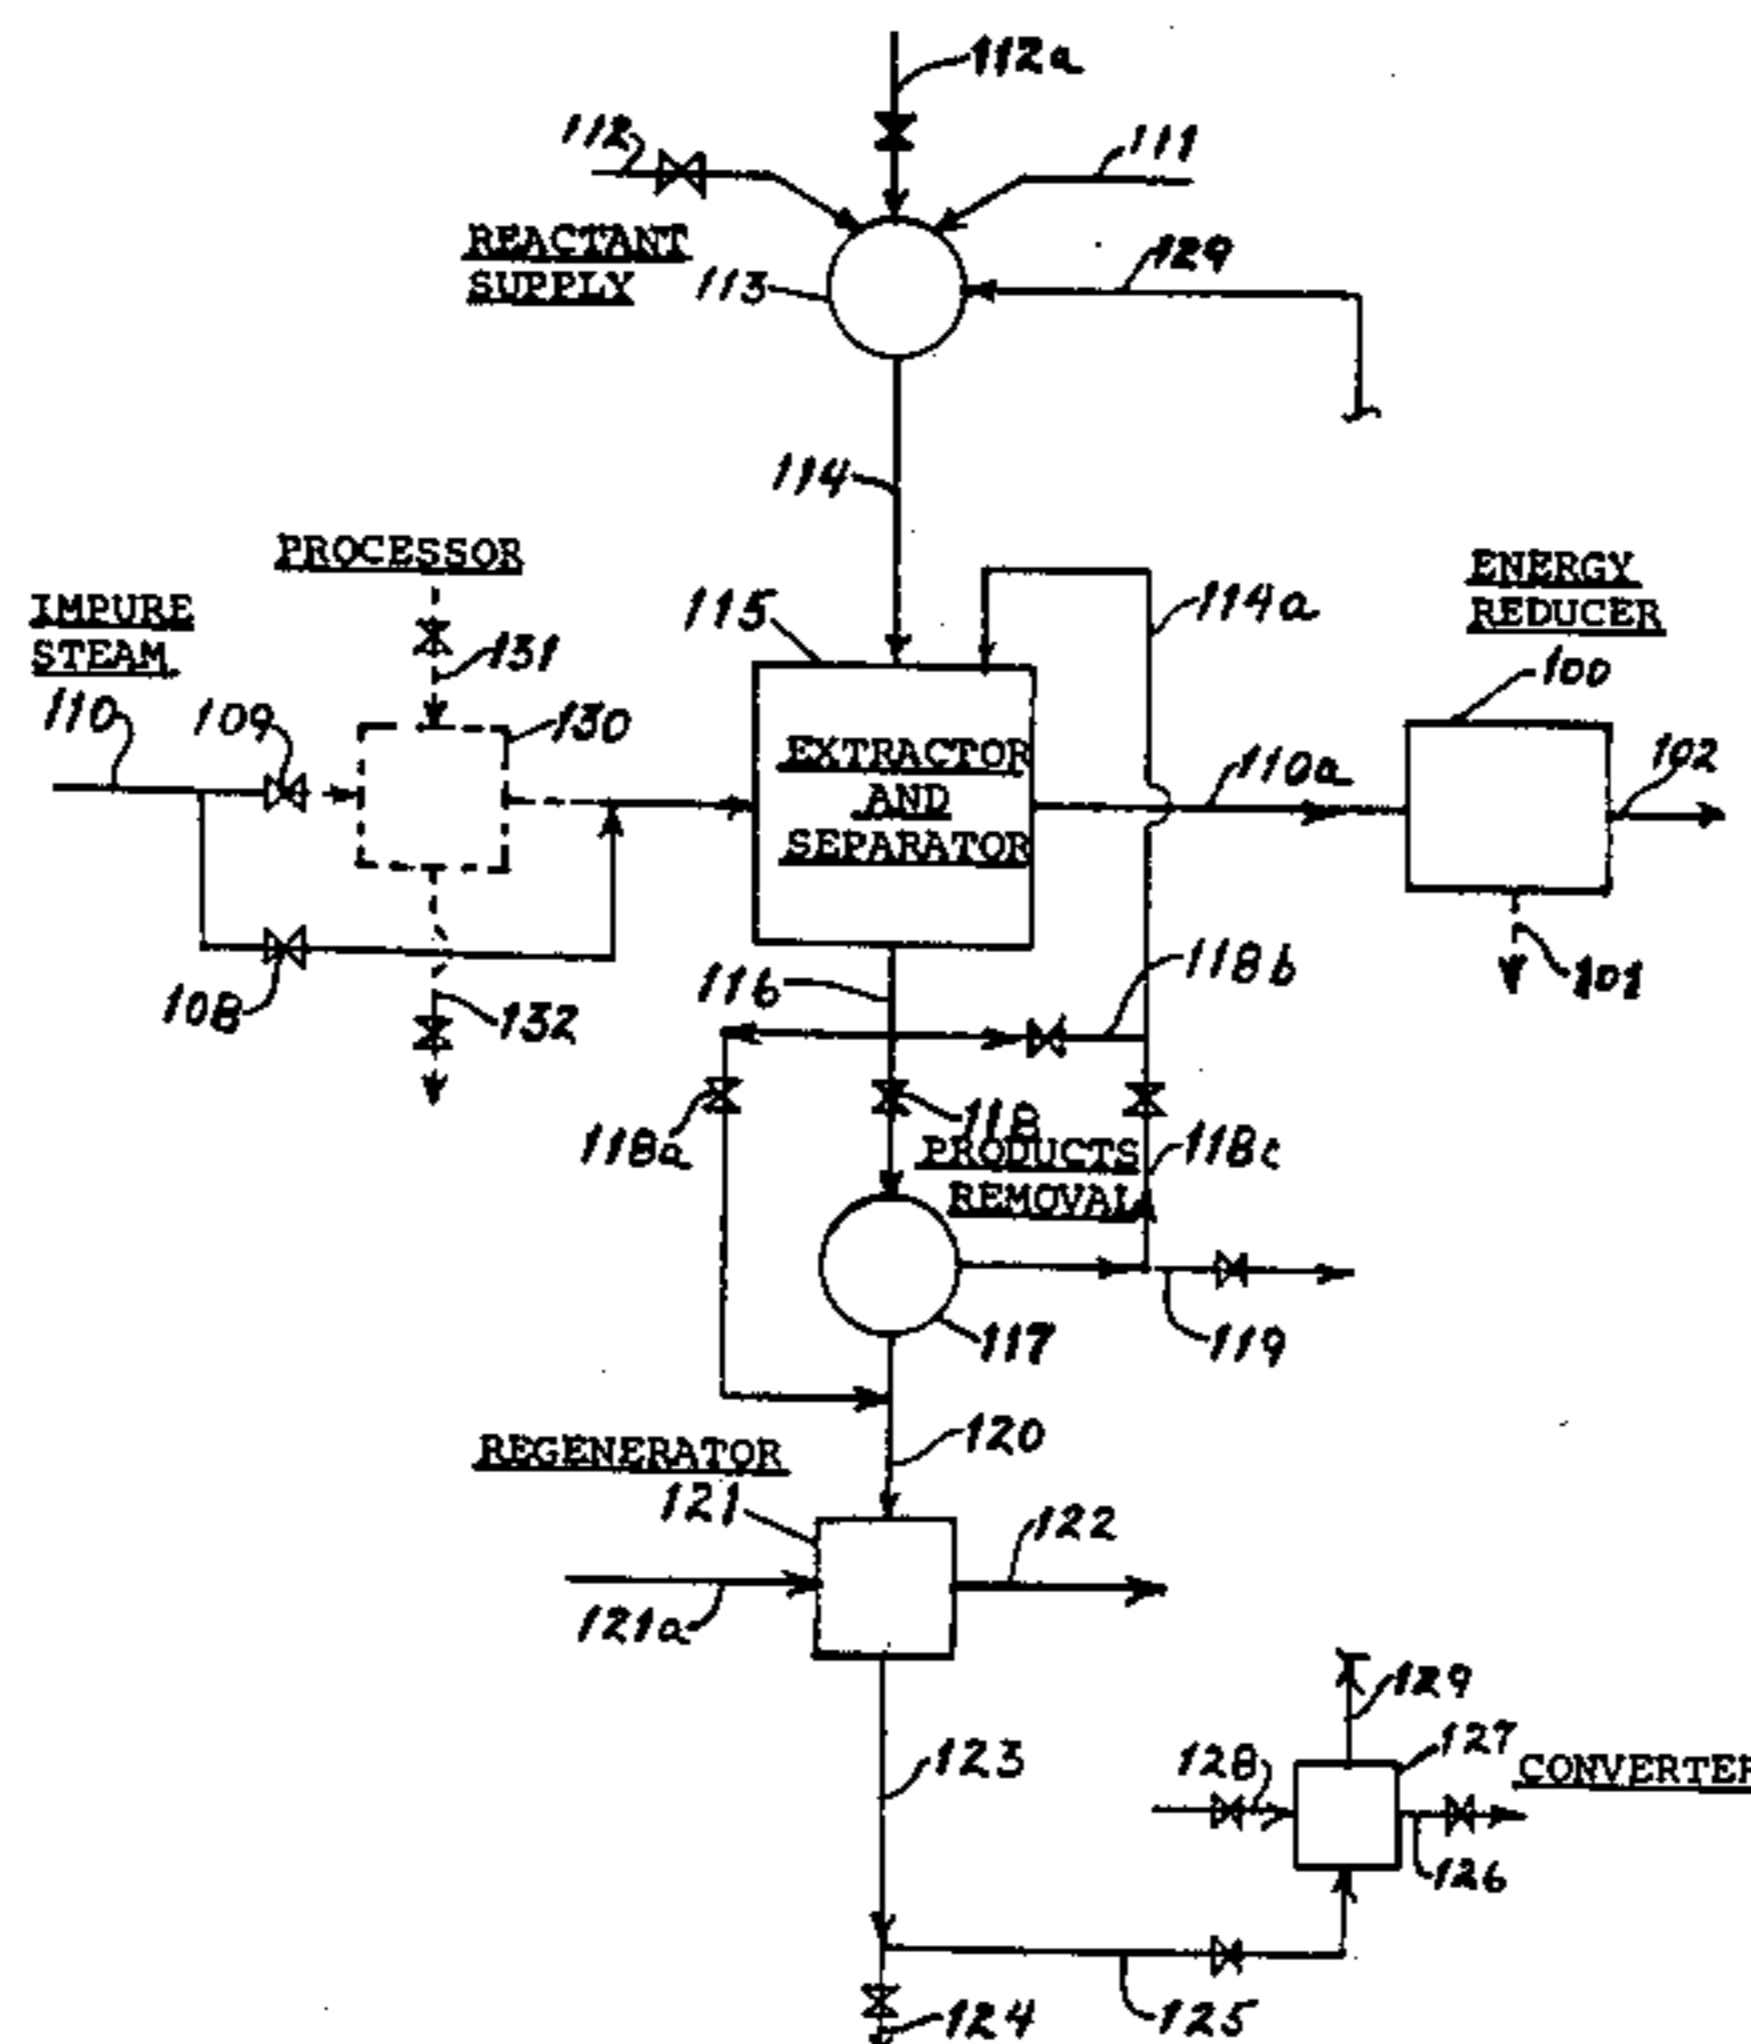 112a
112
111
REACTANT
SUPPLY
113
129
114
PROCESSOR
ENERGY
REDUCER
IMPURE
STEAM
115
114a
131
100
110
109
130
EXTRACTOR
AND
SEPARATOR
110a
102
116
118b
101
108
132
118a
118
PRODUCTS
REMOVAL
118c
117
119
120
REGENERATOR
121
122
121a
129
123
128
127
CONVERTER
126
124
125